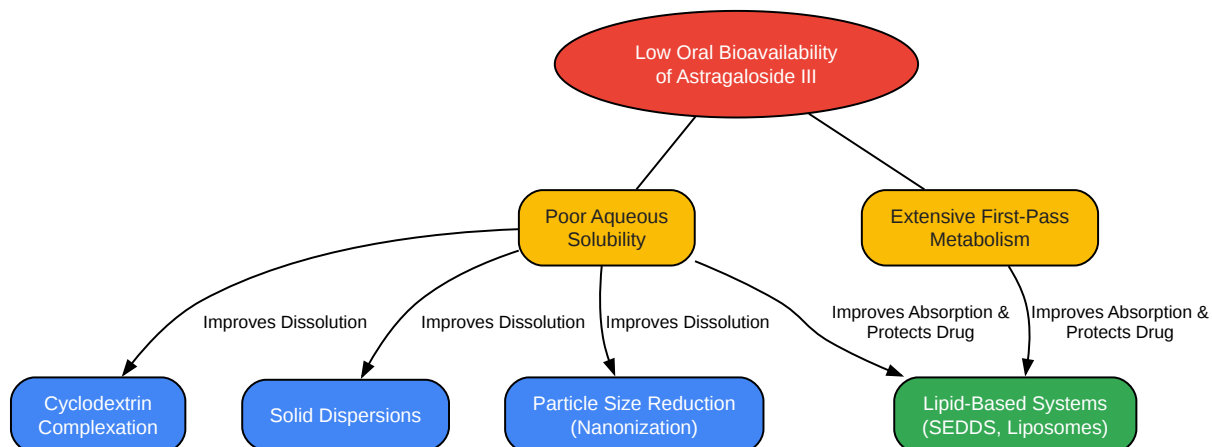 Low Oral Bioavailability
of Astragaloside III
Poor Aqueous
Solubility
Extensive First-Pass
Metabolism
Improves Dissolution
Improves Dissolution
Improves Dissolution
Improves Absorption &
Protects Drug
Improves Absorption &
Protects Drug
Cyclodextrin
Complexation
Solid Dispersions
Particle Size Reduction
(Nanonization)
Lipid-Based Systems
(SEDDS, Liposomes)